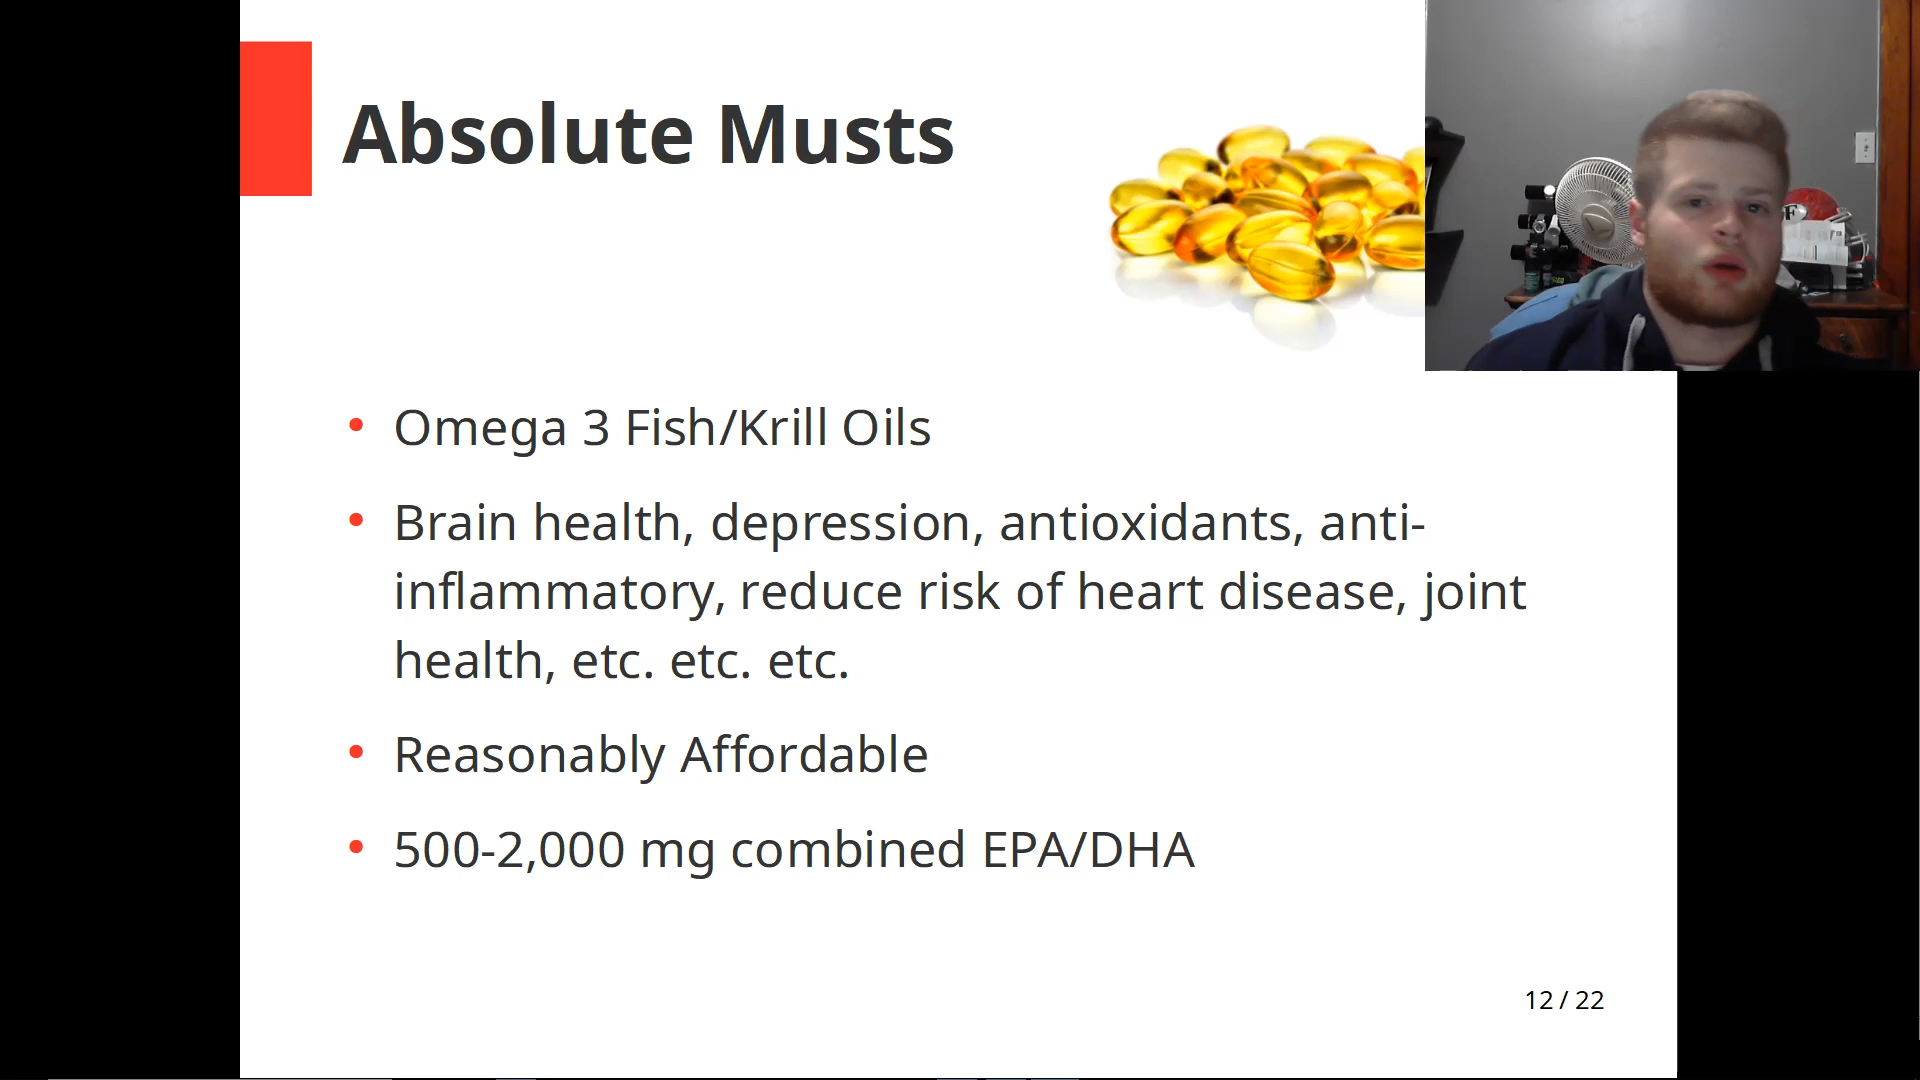 Absolute Musts
F
• Omega 3 Fish/Krill Oils
• Brain health, depression, antioxidants, anti-
inflammatory, reduce risk of heart disease, joint
health, etc. etc. etc.
• Reasonably Affordable
• 500-2,000 mg combined EPA/DHA
12 / 22